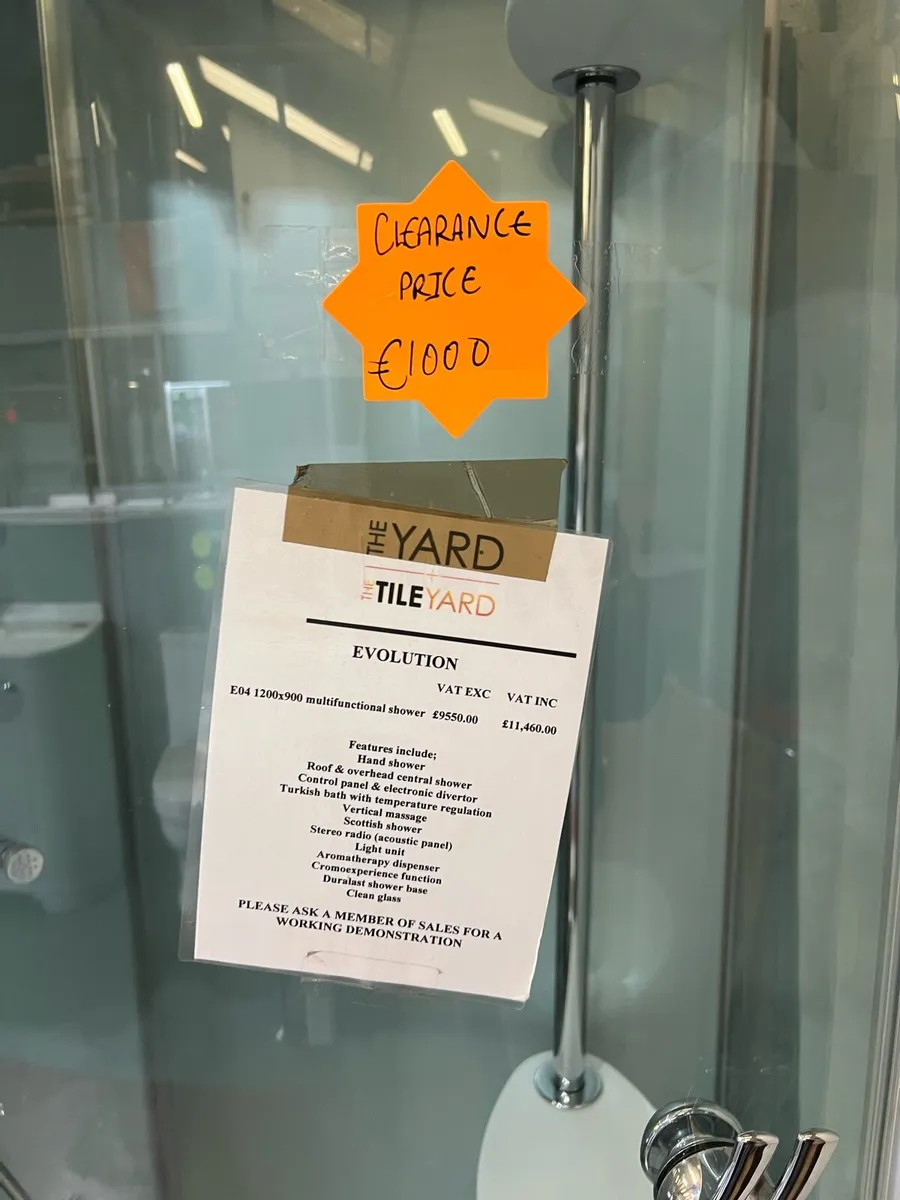 CLEARANCE
PRICE
€1000
THE YARD
+
THE TILEYARD
EVOLUTION
VAT EXC VAT INC
E04 1200x900 multifunctional shower £9550.00 £11,460.00
Features include;
Hand shower
Roof & overhead central shower
Control panel & electronic divertor
Turkish bath with temperature regulation
Vertical massage
Scottish shower
Stereo radio (acoustic panel)
Light unit
Aromatherapy dispenser
Cromoexperience function
Duralast shower base
Clean glass
PLEASE ASK A MEMBER OF SALES FOR A
WORKING DEMONSTRATION